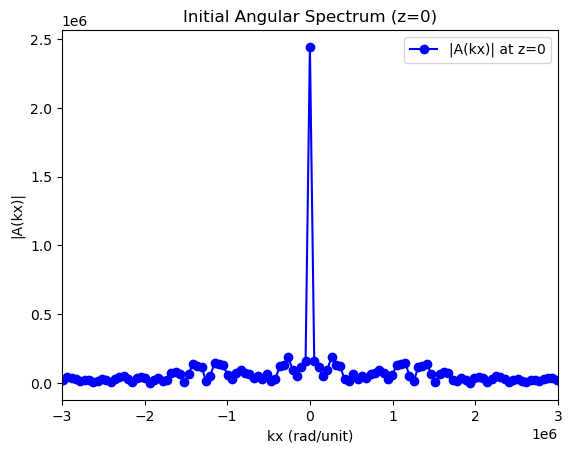 Initial Angular Spectrum (z=0)
1e6
|A(kx)| at z=0
2.5
2.0
1.5
1.0
0.5
0.0
|A(kx)|
−3
−2
−1
0
1
2
3
kx (rad/unit)
1e6